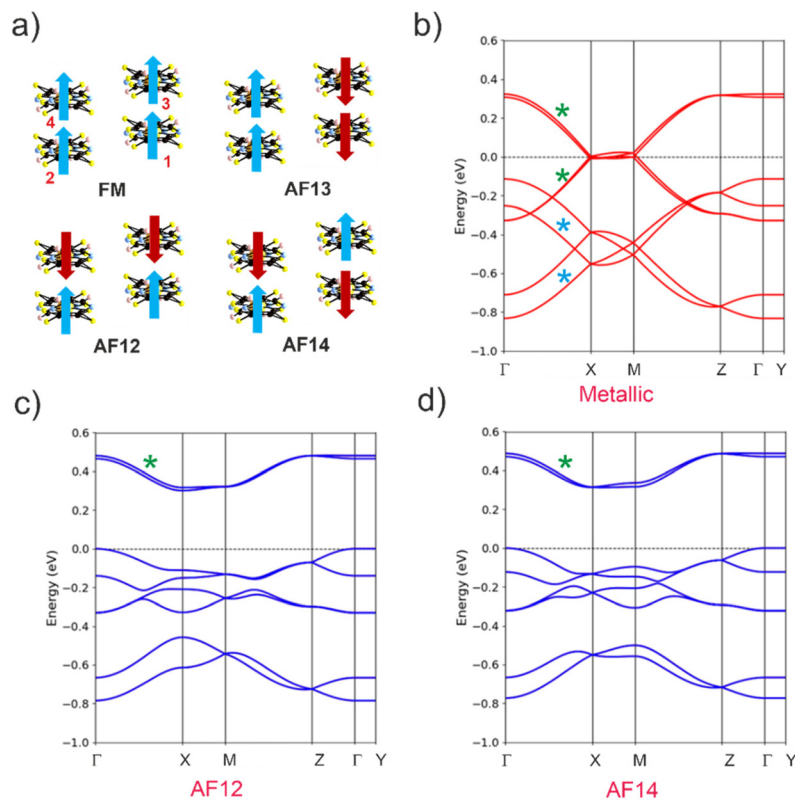 a)
4
3
2
1
FM
AF13
AF12
AF14
b)
Energy (eV)
0.6
0.4
0.2
0.0
−0.2
−0.4
−0.6
−0.8
−1.0
*
*
*
*
Γ X M Z Γ Y
Metallic
c)
Energy (eV)
0.6
0.4
0.2
0.0
−0.2
−0.4
−0.6
−0.8
−1.0
*
Γ X M Z Γ Y
AF12
d)
Energy (eV)
0.6
0.4
0.2
0.0
−0.2
−0.4
−0.6
−0.8
−1.0
*
Γ X M Z Γ Y
AF14